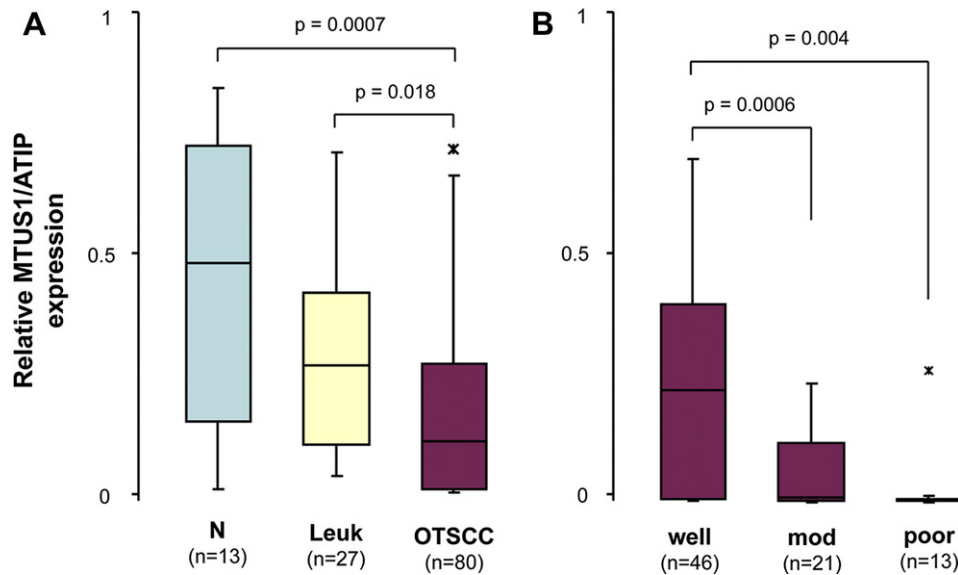 A
Relative MTUS1/ATIP
expression
1
0.5
0
p = 0.0007
p = 0.018
N
(n=13)
Leuk
(n=27)
OTSCC
(n=80)
B
1
0.5
0
p = 0.004
p = 0.0006
well
(n=46)
mod
(n=21)
poor
(n=13)